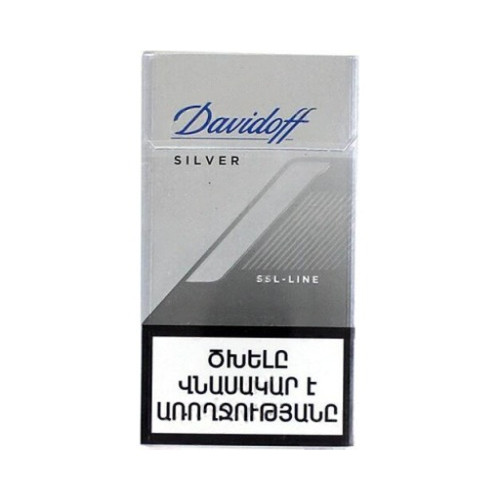 Davidoff
SILVER
SSL-LINE
ԾԽԵԼԸ
ՎՆԱՍԱԿԱՐ Է
ԱՌՈՂՋՈՒԹՅԱՆԸ